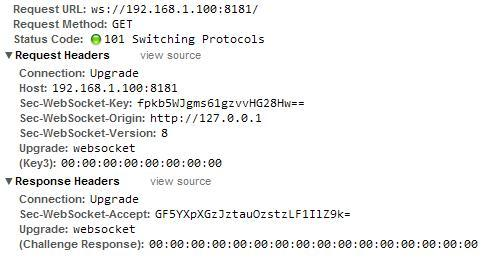 Request URL: ws://192.168.1.100:8181/
Request Method: GET
Status Code: 101 Switching Protocols
Request Headers view source
Connection: Upgrade
Host: 192.168.1.100:8181
Sec-WebSocket-Key: fpkb5WJgms61gzvvHG28Hw==
Sec-WebSocket-Origin: http://127.0.0.1
Sec-WebSocket-Version: 8
Upgrade: websocket
(Key3): 00:00:00:00:00:00:00:00
Response Headers view source
Connection: Upgrade
Sec-WebSocket-Accept: GF5YXpXGzJztauOzstzLF1IlZ9k=
Upgrade: websocket
(Challenge Response): 00:00:00:00:00:00:00:00:00:00:00:00:00:00:00:00